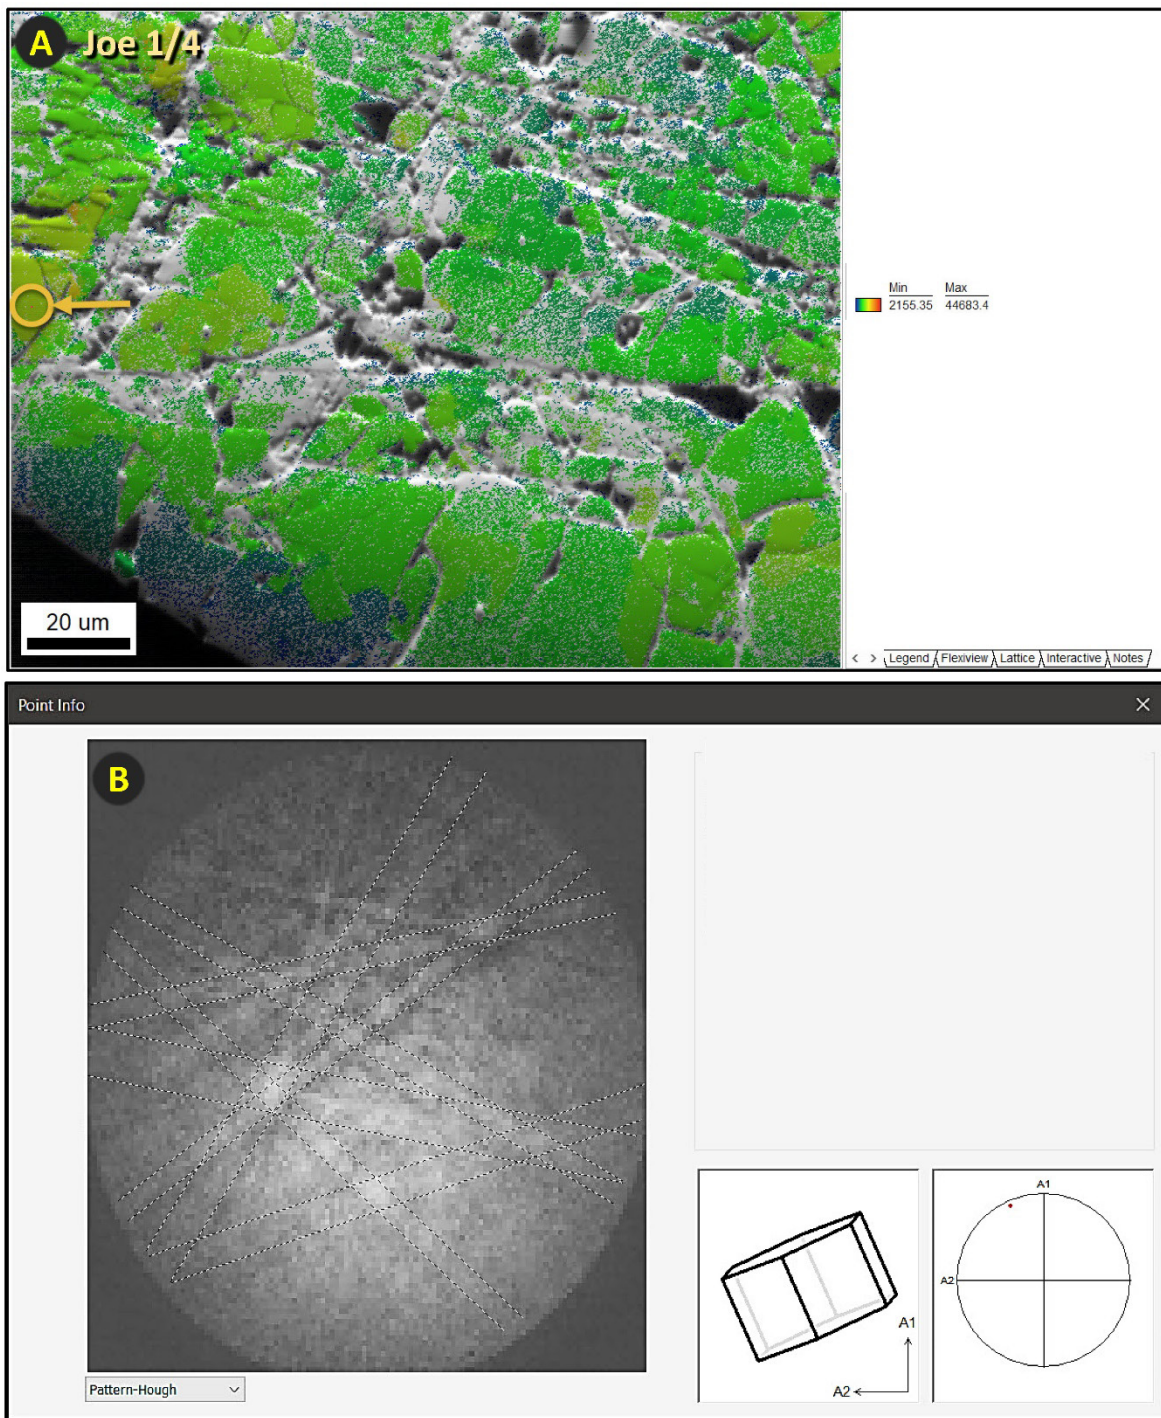 A Joe 1/4
Min Max
2155.35 44683.4
20 um
< > Legend Flexiview Lattice Interactive Notes
Point Info ×
B
A1
A2
A1
A2
Pattern-Hough